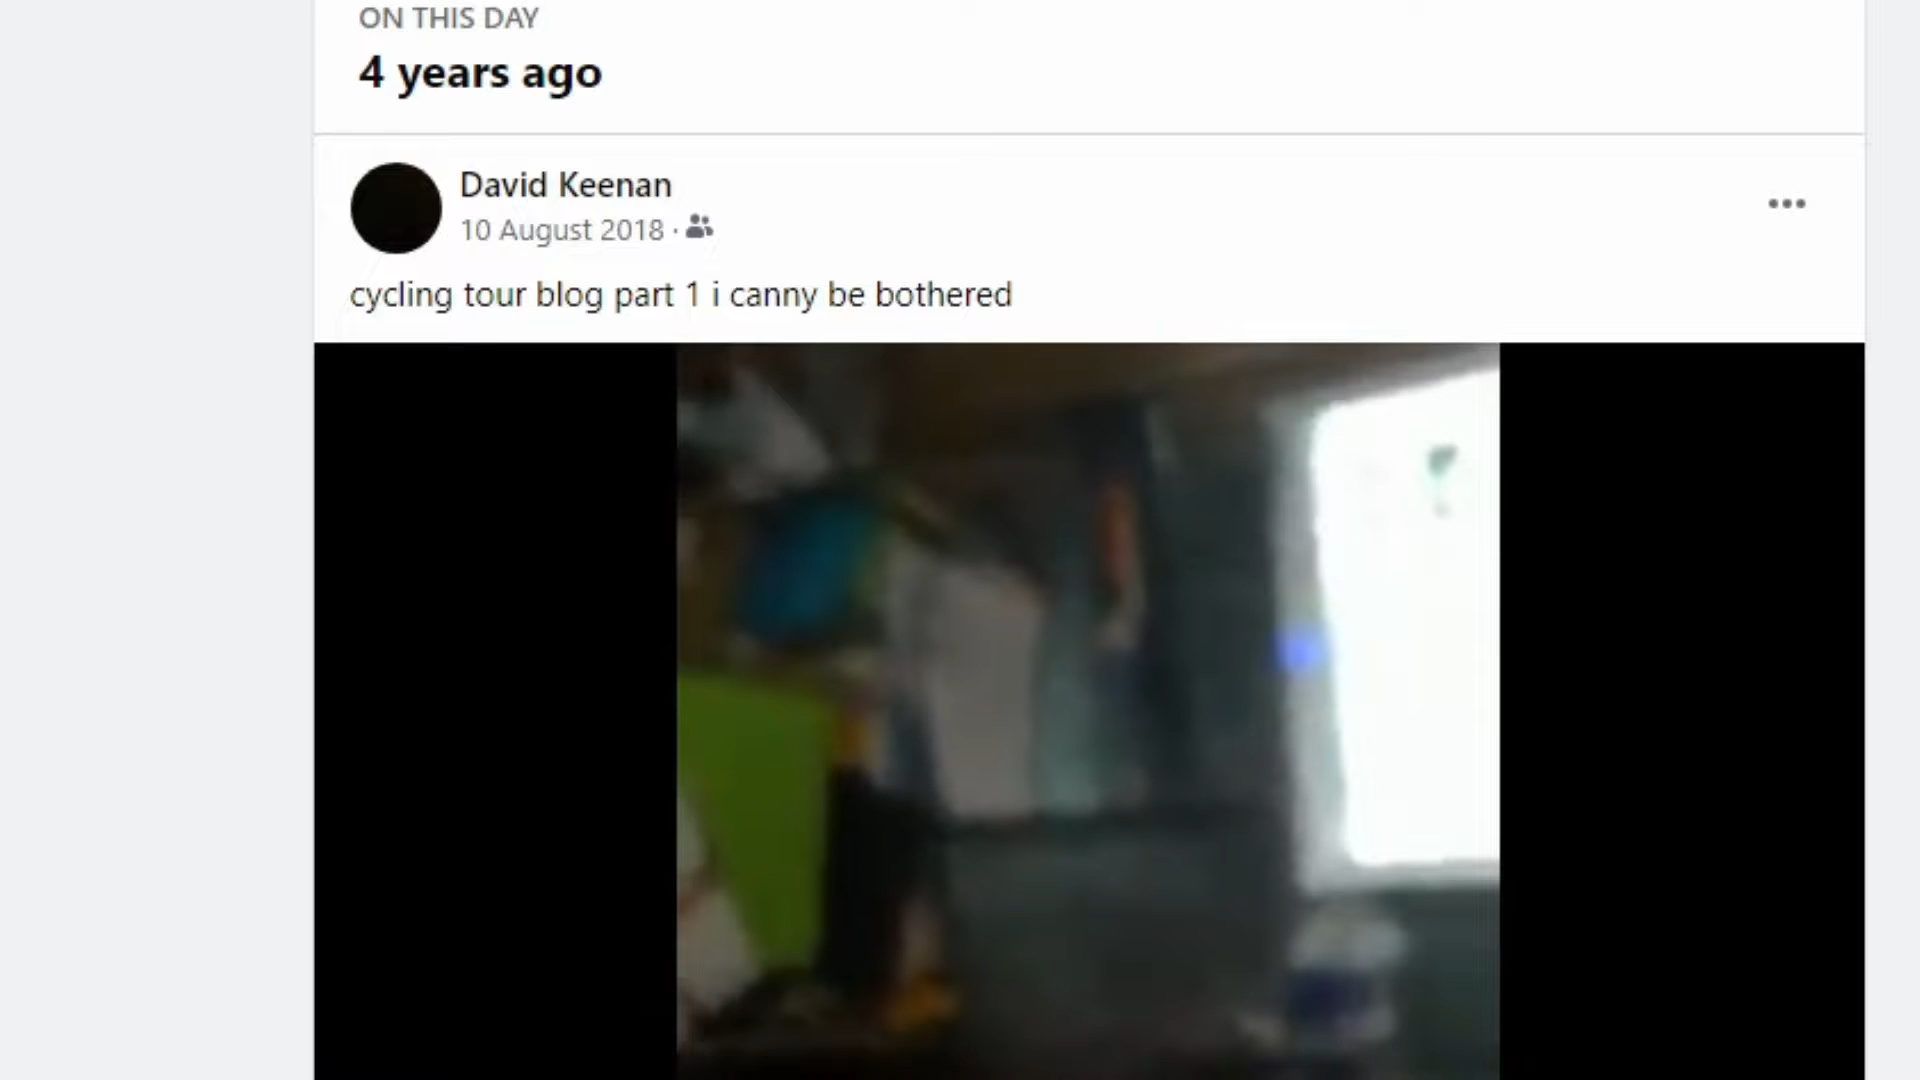 ON THIS DAY
4 years ago
David Keenan
10 August 2018 ·
cycling tour blog part 1 i canny be bothered